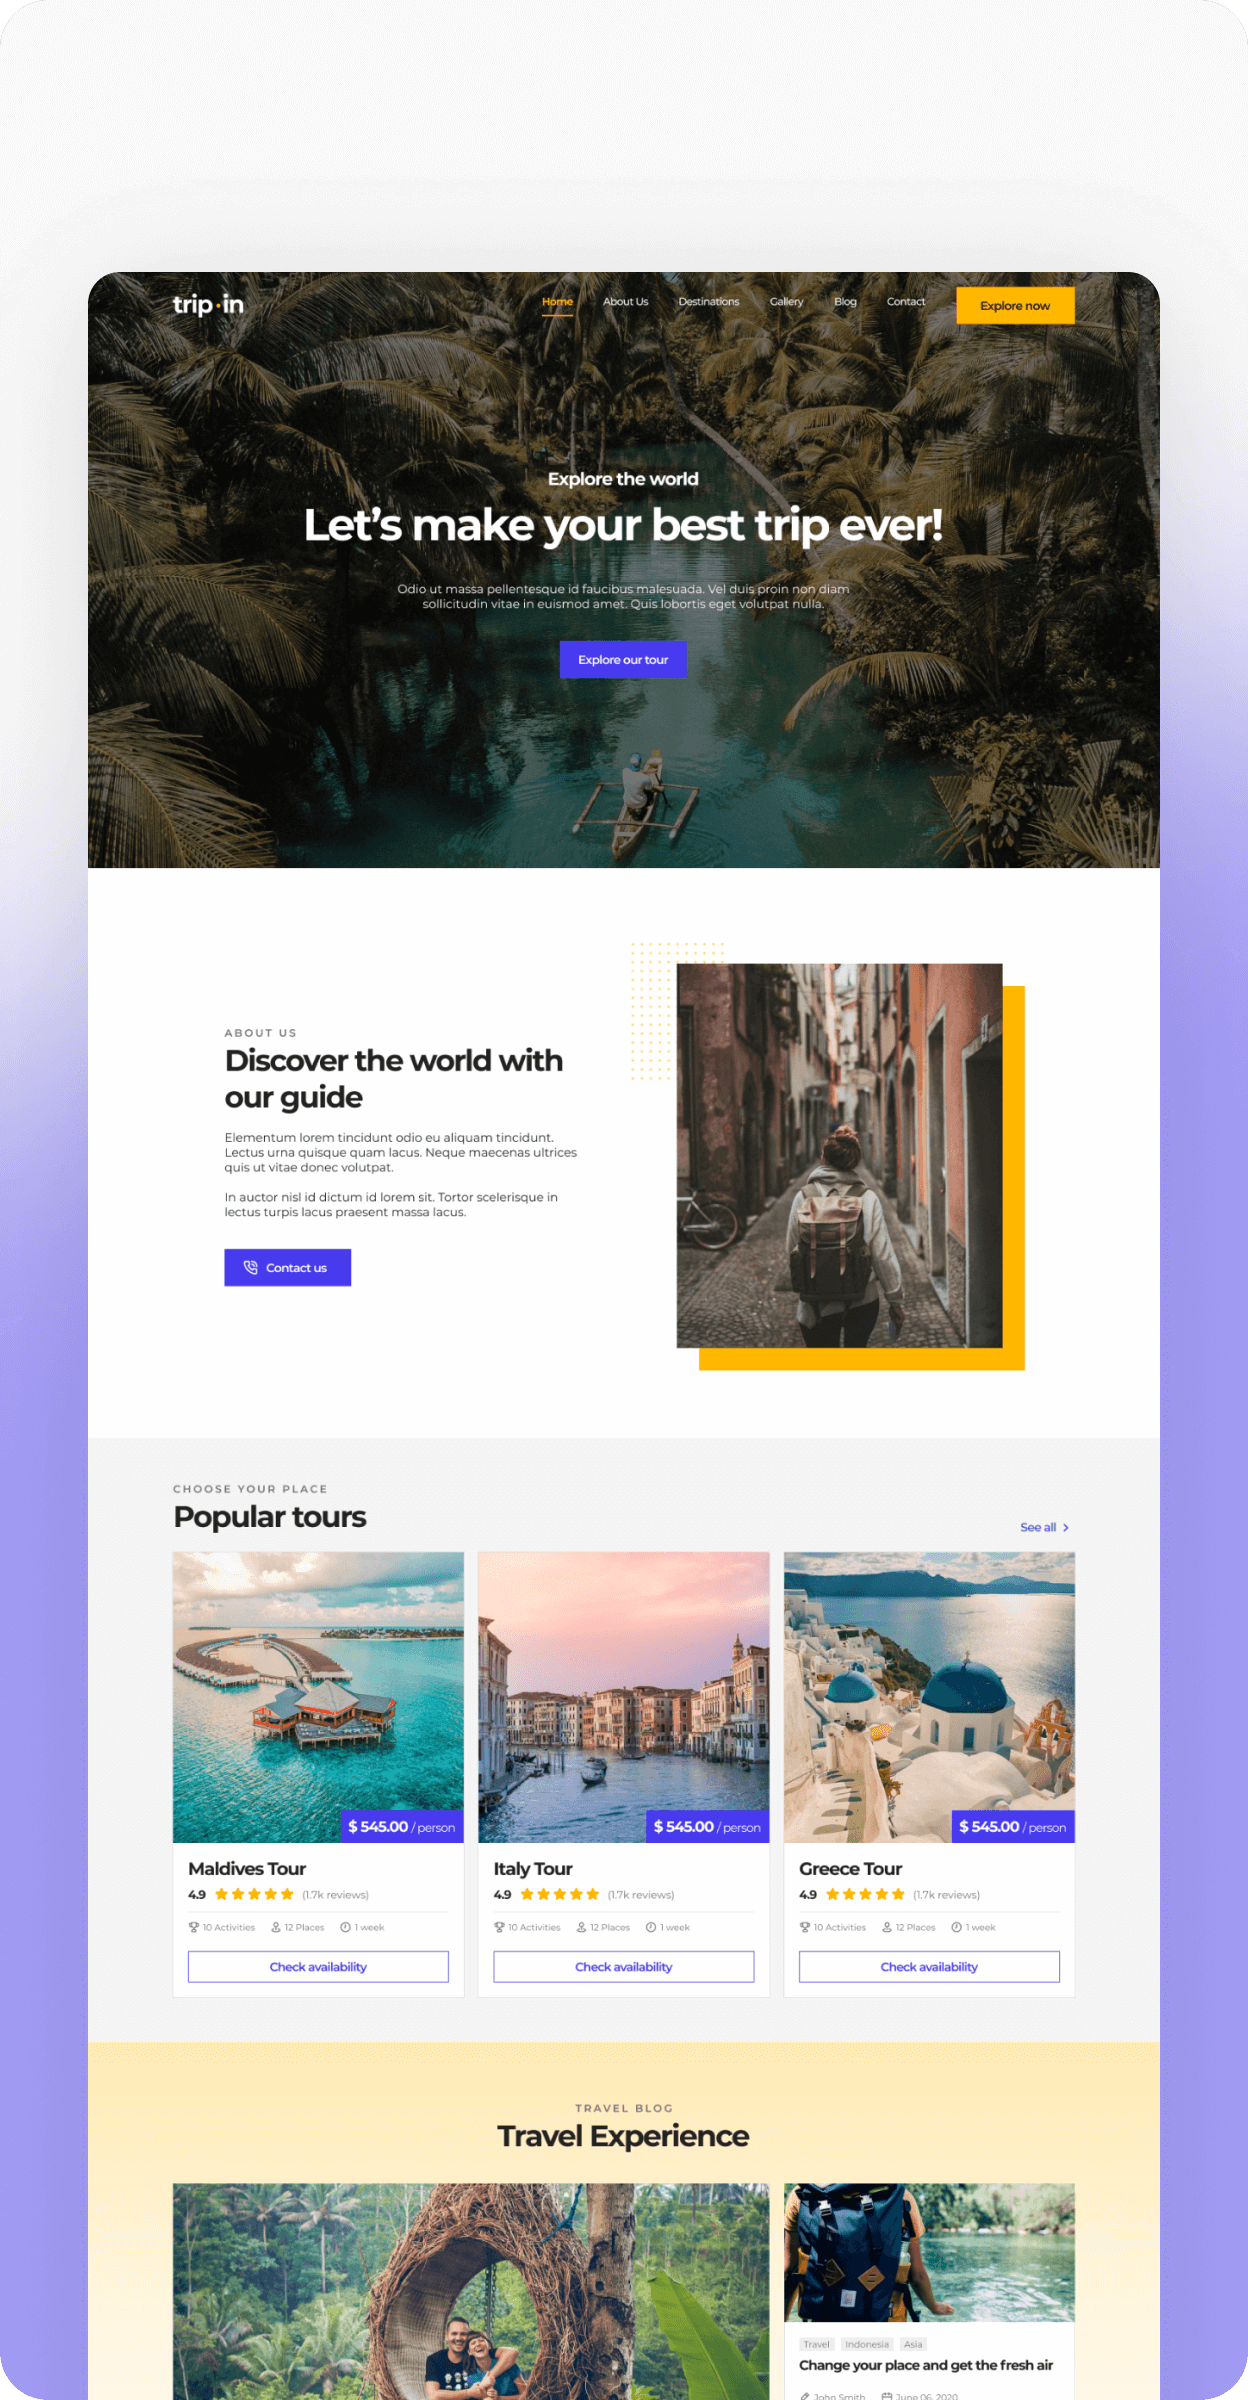 trip·in
Home About Us Destinations Gallery Blog Contact Explore now
Explore the world
Let's make your best trip ever!
Odio ut massa pellentesque id faucibus malesuada. Vel duis proin non diam
sollicitudin vitae in euismod amet. Quis lobortis eget volutpat nulla.
Explore our tour
ABOUT US
Discover the world with
our guide
Elementum lorem tincidunt odio eu aliquam tincidunt.
Lectus urna quisque quam lacus. Neque maecenas ultrices
quis ut vitae donec volutpat.
In auctor nisl id dictum id lorem sit. Tortor scelerisque in
lectus turpis lacus praesent massa lacus.
Contact us
CHOOSE YOUR PLACE
Popular tours
See all
$ 545.00 / person
Maldives Tour
4.9 (1.7k reviews)
10 Activities 12 Places 1 week
Check availability
$ 545.00 / person
Italy Tour
4.9 (1.7k reviews)
10 Activities 12 Places 1 week
Check availability
$ 545.00 / person
Greece Tour
4.9 (1.7k reviews)
10 Activities 12 Places 1 week
Check availability
TRAVEL BLOG
Travel Experience
Travel Indonesia Asia
Change your place and get the fresh air
John Smith June 06, 2020